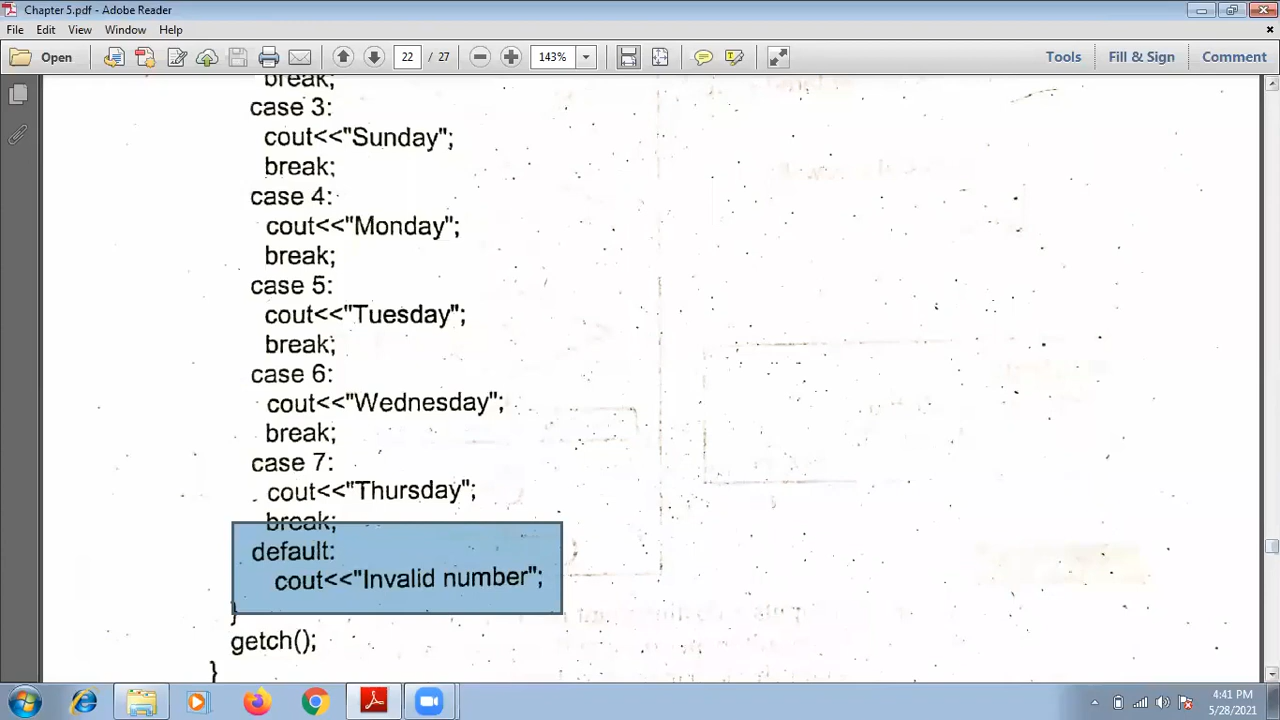 Chapter 5.pdf - Adobe Reader
File Edit View Window Help
Open 22 / 27 143% Tools Fill & Sign Comment
break;
case 3:
cout<<"Sunday";
break;
case 4:
cout<<"Monday";
break;
case 5:
cout<<"Tuesday";
break;
case 6:
cout<<"Wednesday";
break;
case 7:
cout<<"Thursday";
break;
default:
cout<<"Invalid number";
}
getch();
}
4:41 PM
5/28/2021